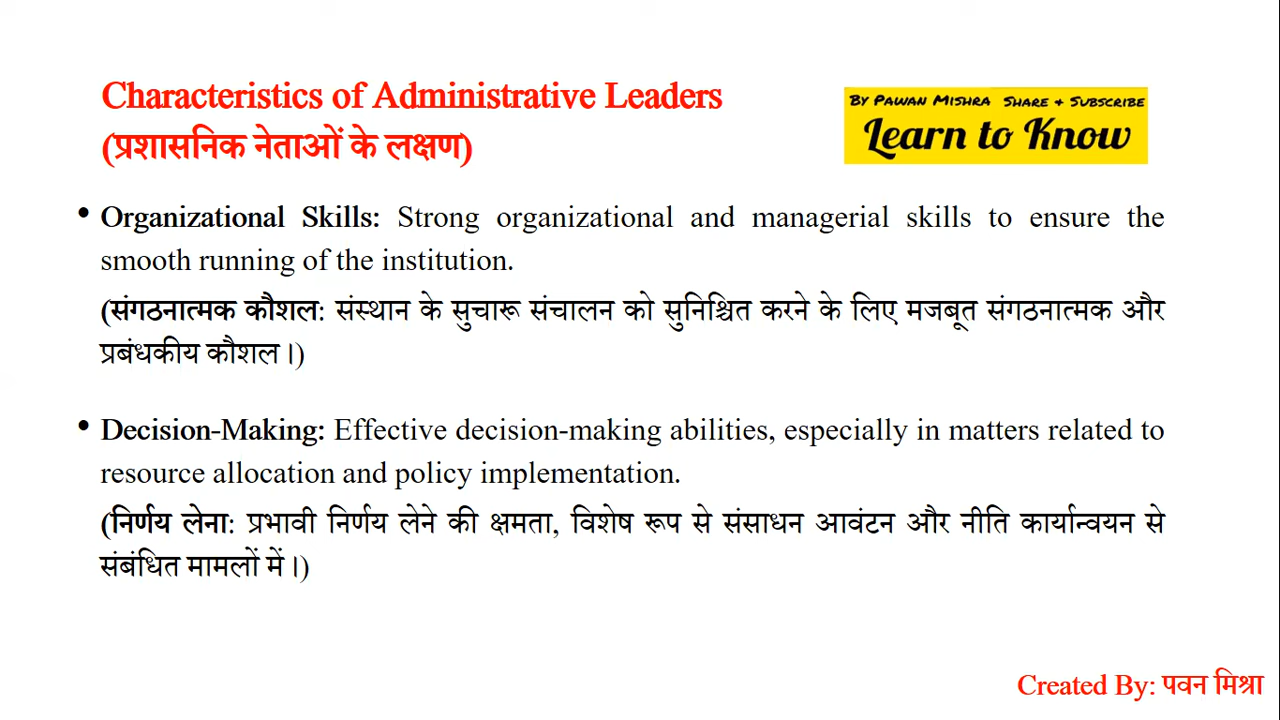 Characteristics of Administrative Leaders
(प्रशासनिक नेताओं के लक्षण)
BY PAWAN MISHRA SHARE & SUBSCRIBE
Learn to Know
• Organizational Skills: Strong organizational and managerial skills to ensure the
smooth running of the institution.
(संगठनात्मक कौशल: संस्थान के सुचारू संचालन को सुनिश्चित करने के लिए मजबूत संगठनात्मक और
प्रबंधकीय कौशल।)
• Decision-Making: Effective decision-making abilities, especially in matters related to
resource allocation and policy implementation.
(निर्णय लेना: प्रभावी निर्णय लेने की क्षमता, विशेष रूप से संसाधन आवंटन और नीति कार्यान्वयन से
संबंधित मामलों में।)
Created By: पवन मिश्रा